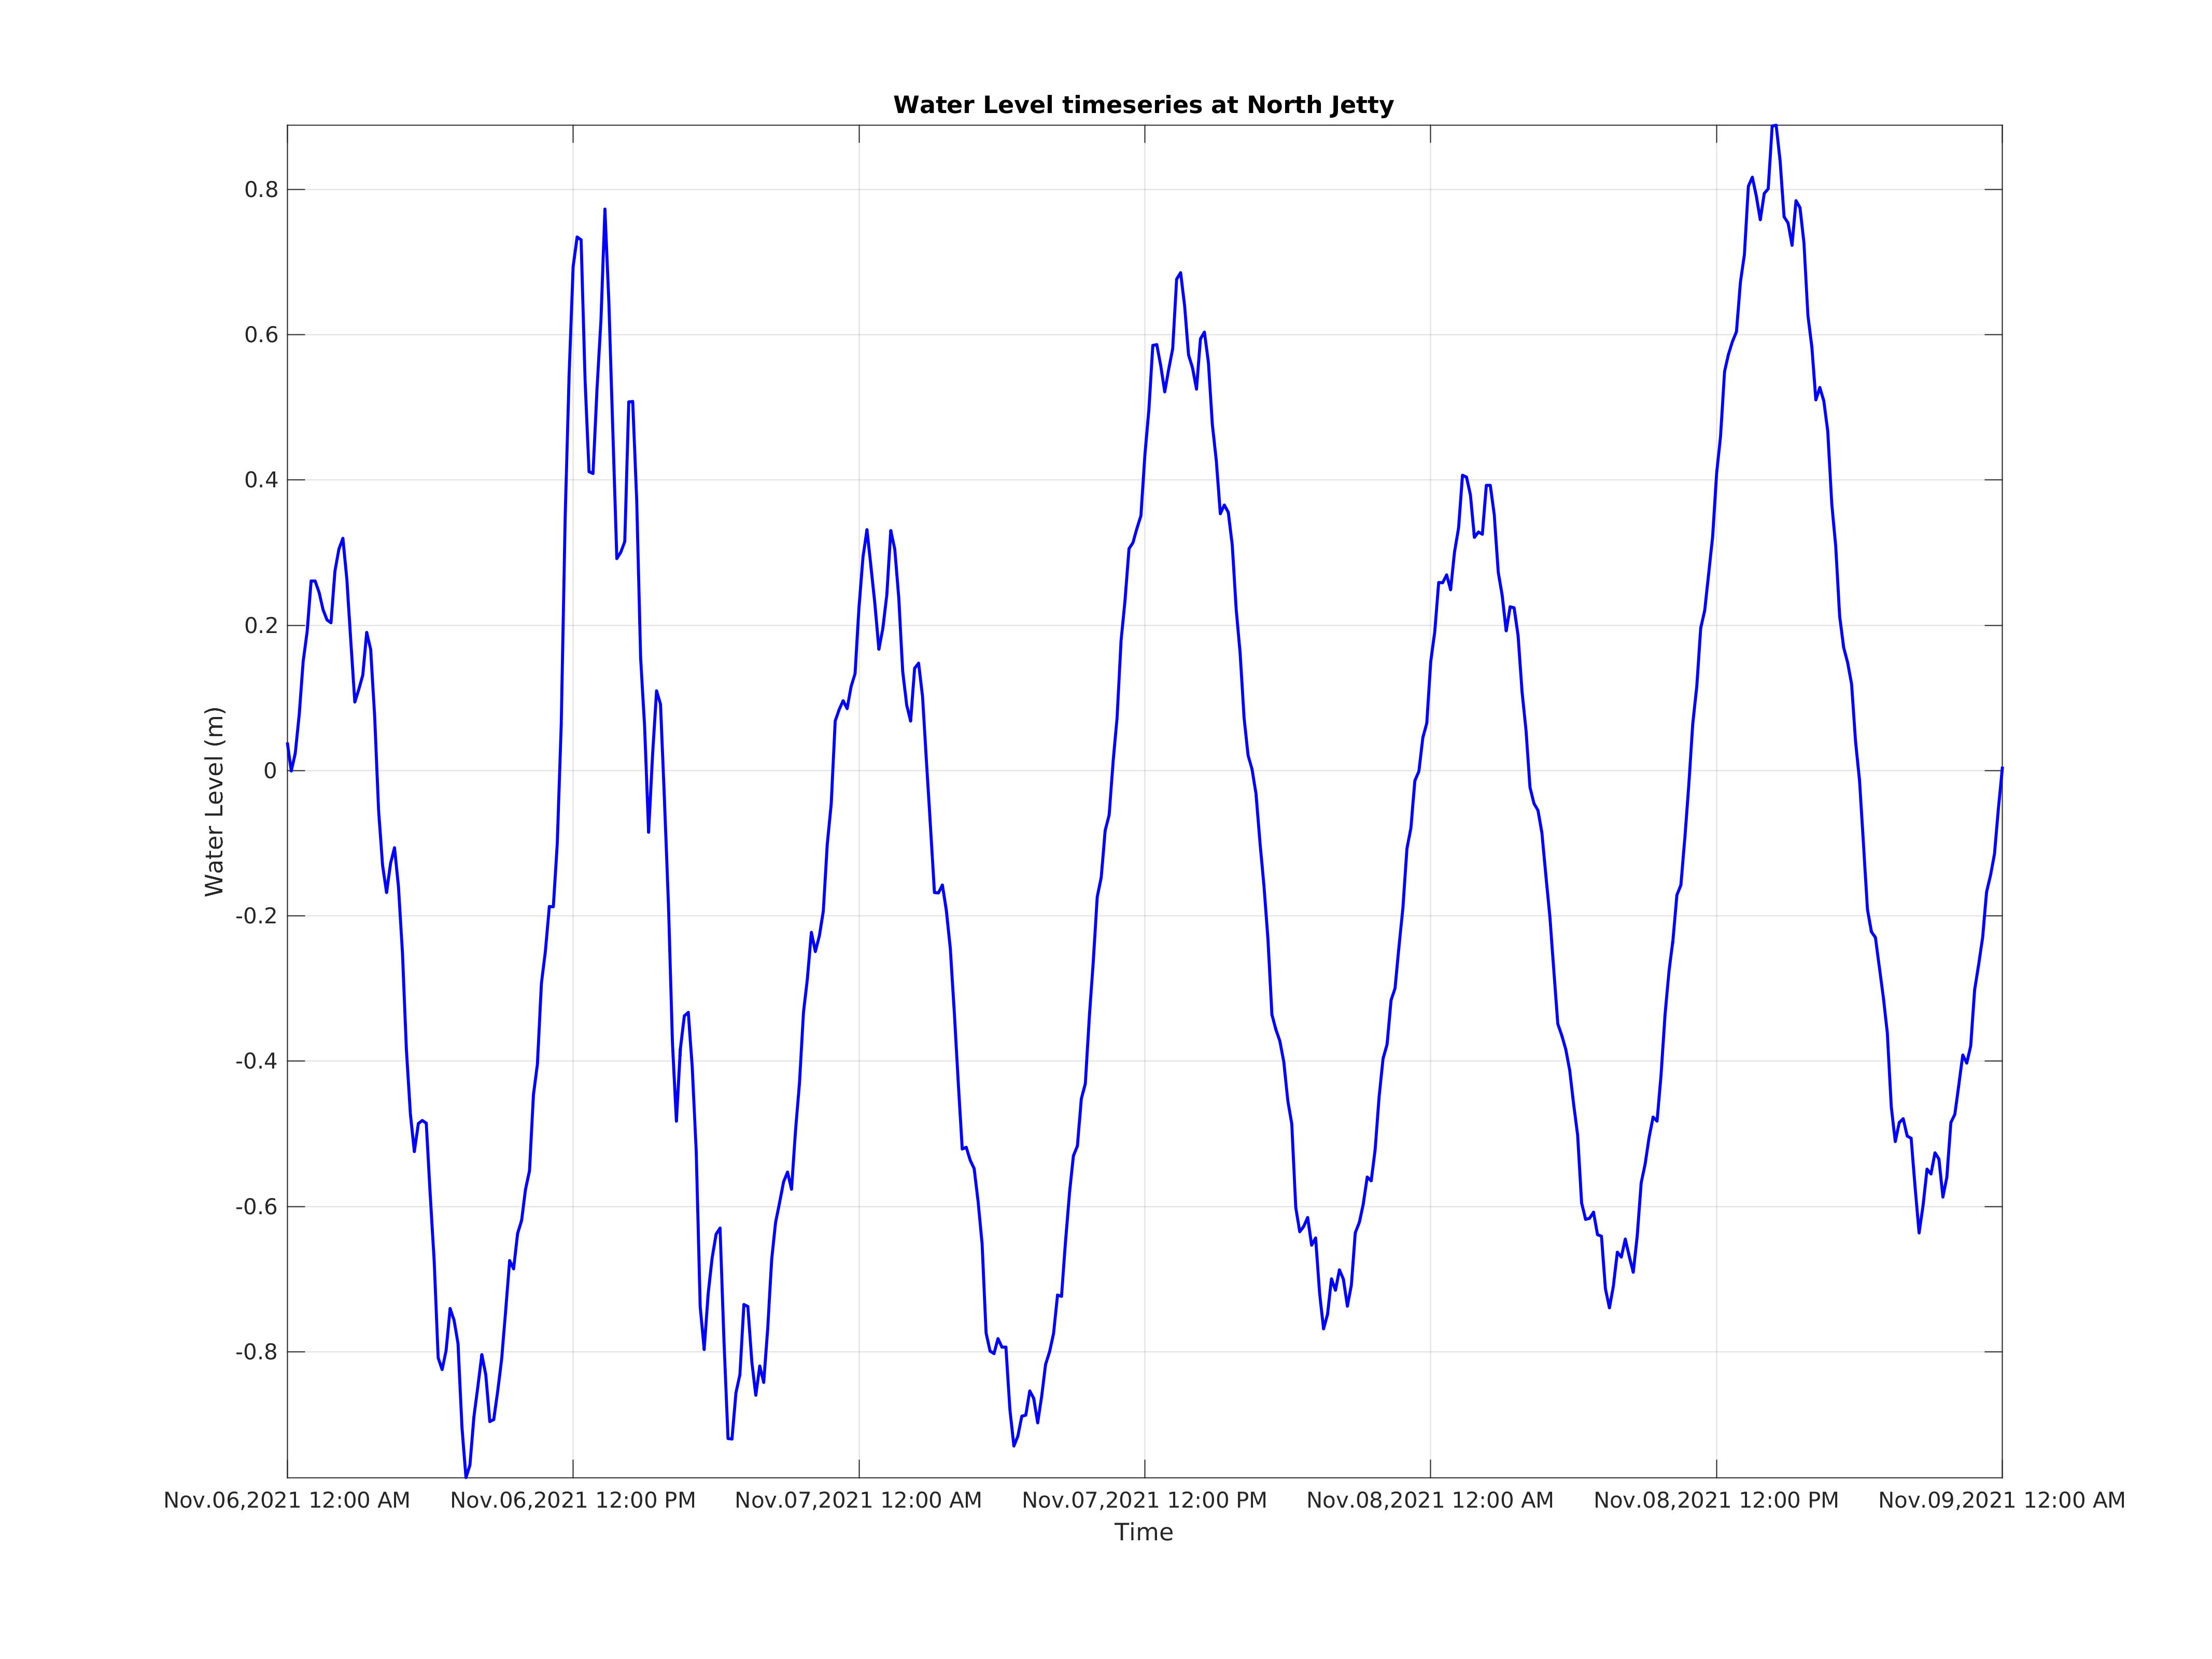 Water Level timeseries at North Jetty
0.8
0.6
0.4
0.2
0
-0.2
-0.4
-0.6
-0.8
Water Level (m)
Nov.06,2021 12:00 AM Nov.06,2021 12:00 PM Nov.07,2021 12:00 AM Nov.07,2021 12:00 PM Nov.08,2021 12:00 AM Nov.08,2021 12:00 PM Nov.09,2021 12:00 AM
Time